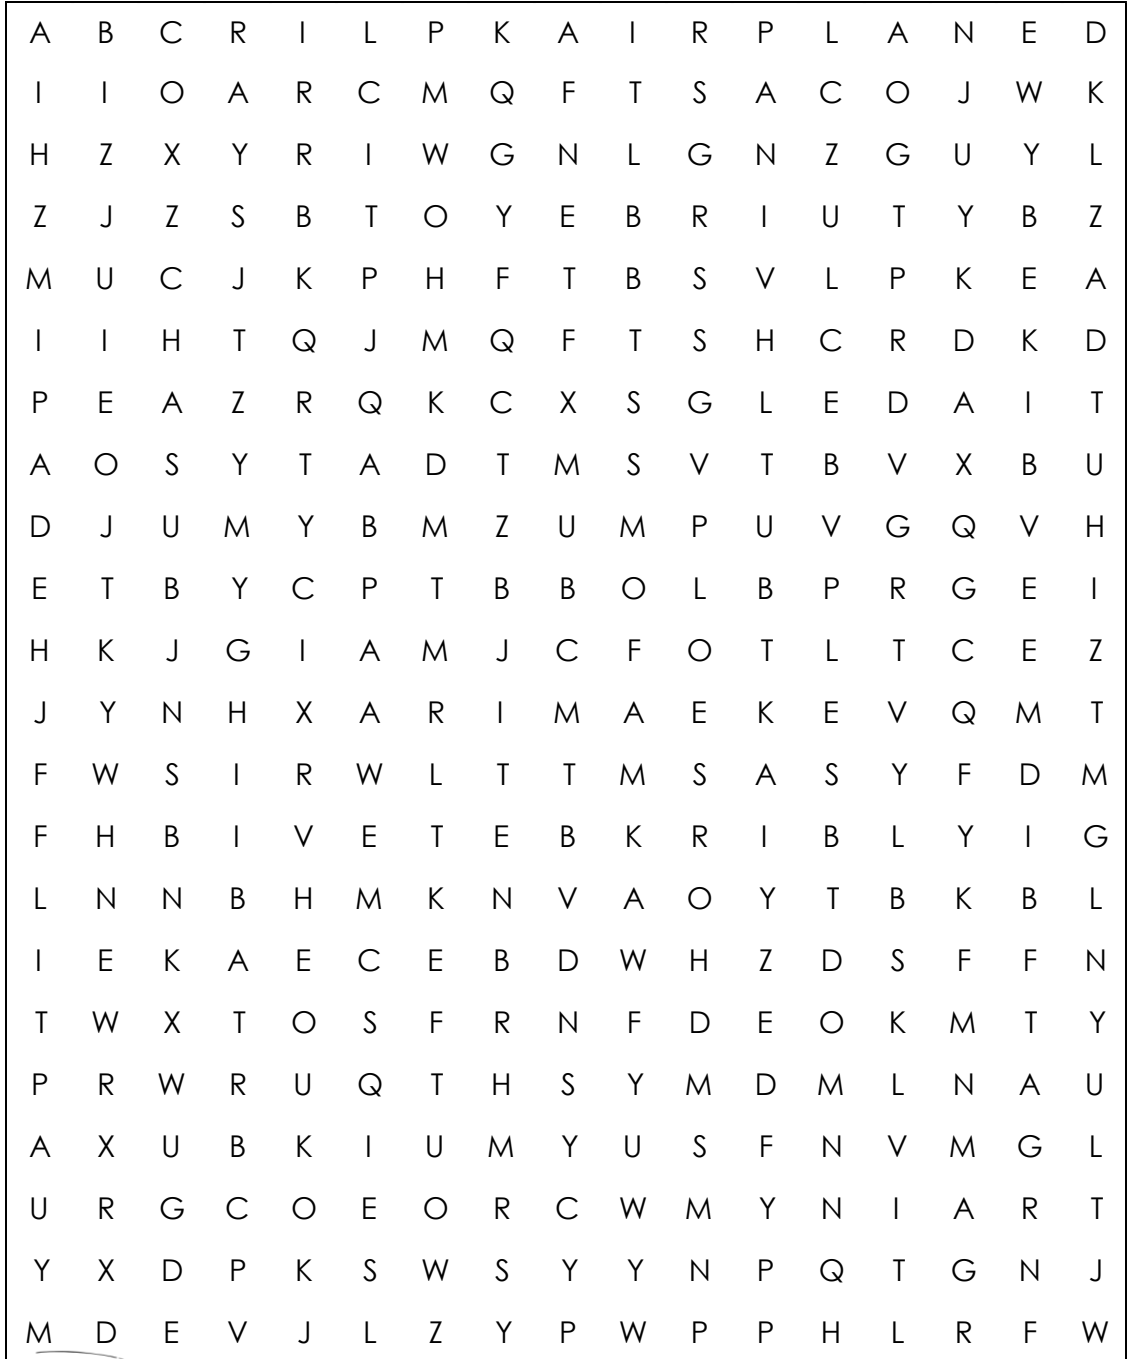 A B C R I L P K A I R P L A N E D
I I O A R C M Q F T S A C O J W K
H Z X Y R I W G N L G N Z G U Y L
Z J Z S B T O Y E B R I U T Y B Z
M U C J K P H F T B S V L P K E A
I I H T Q J M Q F T S H C R D K D
P E A Z R Q K C X S G L E D A I T
A O S Y T A D T M S V T B V X B U
D J U M Y B M Z U M P U V G Q V H
E T B Y C P T B B O L B P R G E I
H K J G I A M J C F O T L T C E Z
J Y N H X A R I M A E K E V Q M T
F W S I R W L T T M S A S Y F D M
F H B I V E T E B K R I B L Y I G
L N N B H M K N V A O Y T B K B L
I E K A E C E B D W H Z D S F F N
T W X T O S F R N F D E O K M T Y
P R W R U Q T H S Y M D M L N A U
A X U B K I U M Y U S F N V M G L
U R G C O E O R C W M Y N I A R T
Y X D P K S W S Y Y N P Q T G N J
M D E V J L Z Y P W P P H L R F W